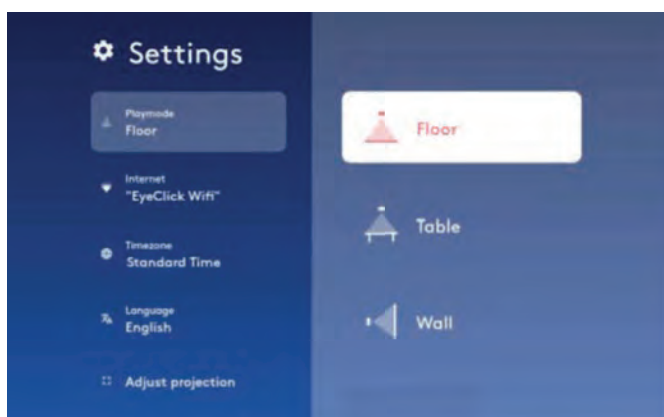 Settings
Playmode
Floor
Internet
"EyeClick Wifi"
Timezone
Standard Time
Language
English
Adjust projection
Floor
Table
Wall